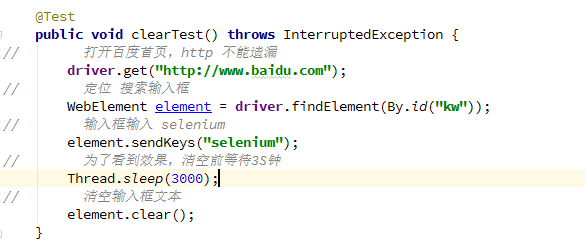 @Test
public void clearTest() throws InterruptedException {
//        打开百度首页，http 不能遗漏
driver.get("http://www.baidu.com");
//        定位 搜索输入框
WebElement element = driver.findElement(By.id("kw"));
//        输入框输入 selenium
element.sendKeys("selenium");
//        为了看到效果，清空前等待3S钟
Thread.sleep(3000);
//        清空输入框文本
element.clear();
}